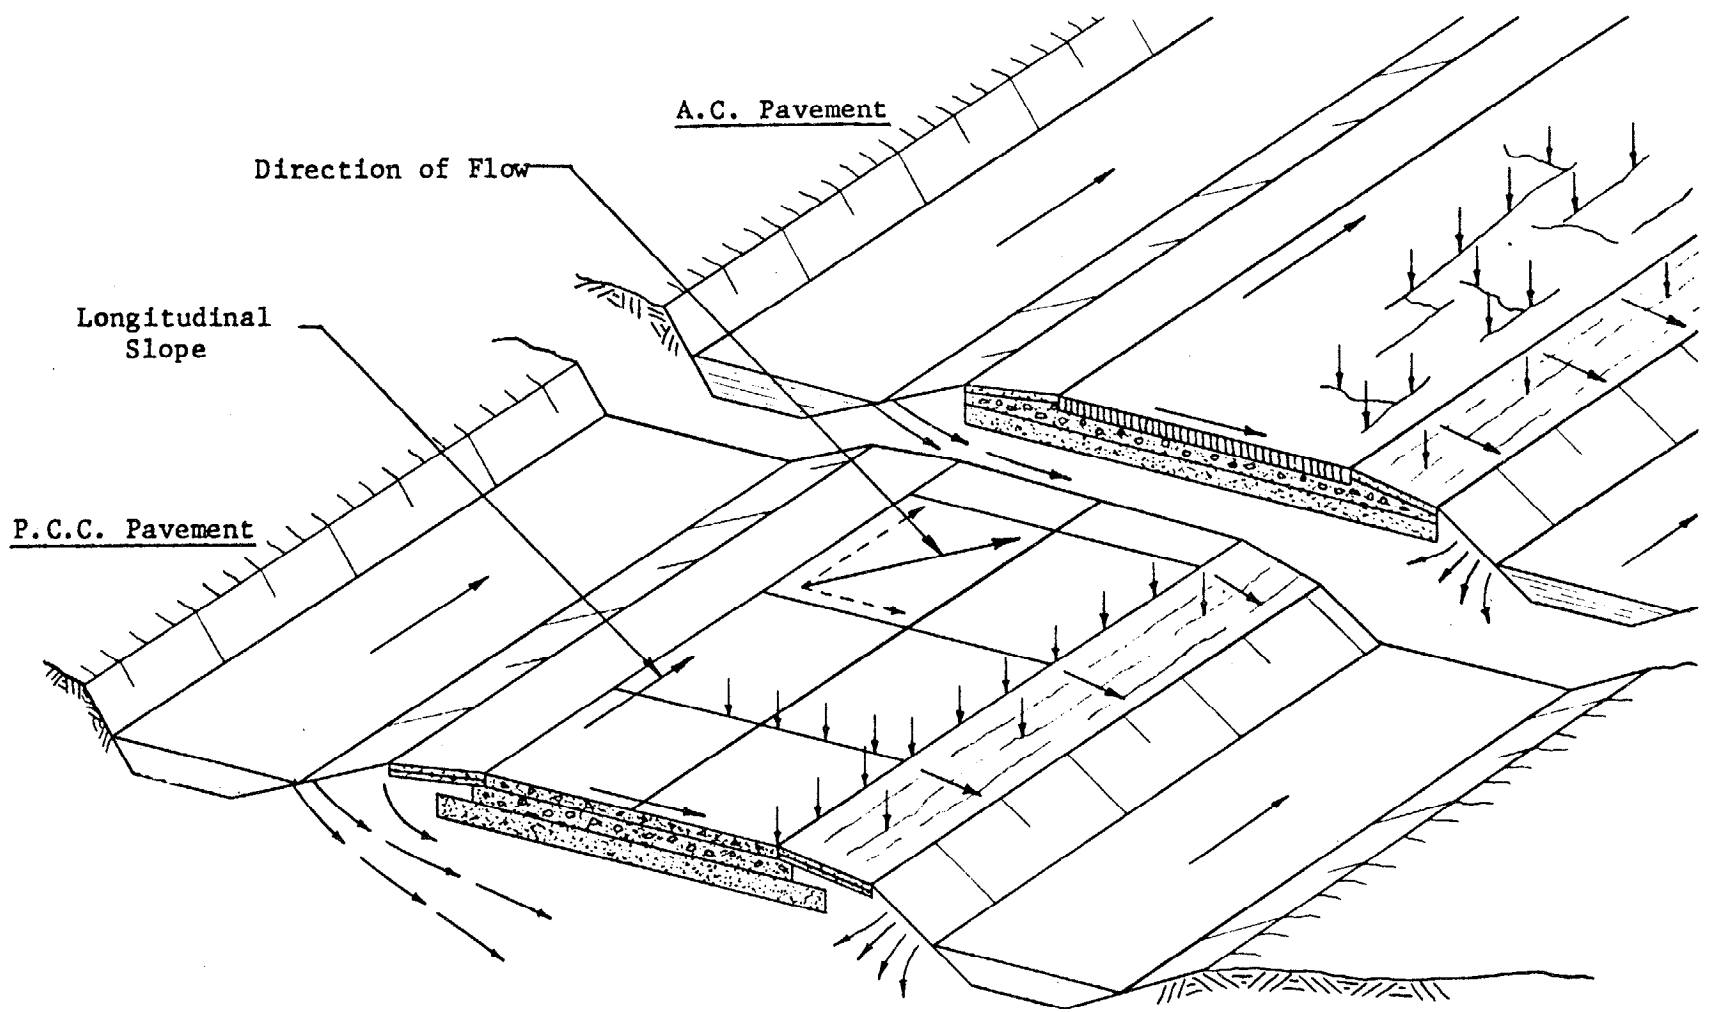 A.C. Pavement
Direction of Flow
Longitudinal
Slope
P.C.C. Pavement